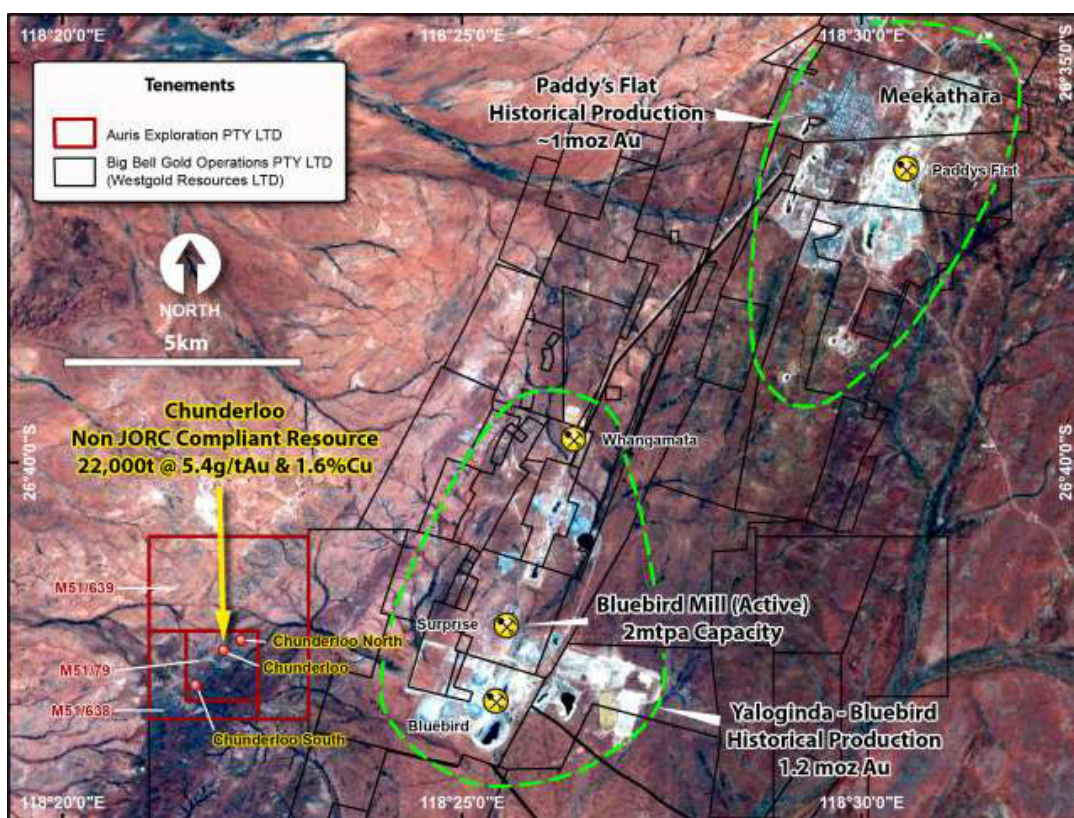 118°20'0"E
118°25'0"E
118°30'0"E
26°35'0"S
Tenements
Auris Exploration PTY LTD
Big Bell Gold Operations PTY LTD
(Westgold Resources LTD)
Paddy's Flat
Historical Production
~1moz Au
Meekathara
Paddys Flat
NORTH
5km
Chunderloo
Non JORC Compliant Resource
22,000t @ 5.4g/tAu & 1.6%Cu
Whangamata
26°40'0"S
26°40'0"S
M51/639
Surprise
Bluebird Mill (Active)
2mtpa Capacity
Chunderloo North
M51/79
Chunderloo
M51/638
Chunderloo South
Bluebird
Yaloginda - Bluebird
Historical Production
1.2 moz Au
118°20'0"E
118°25'0"E
118°30'0"E